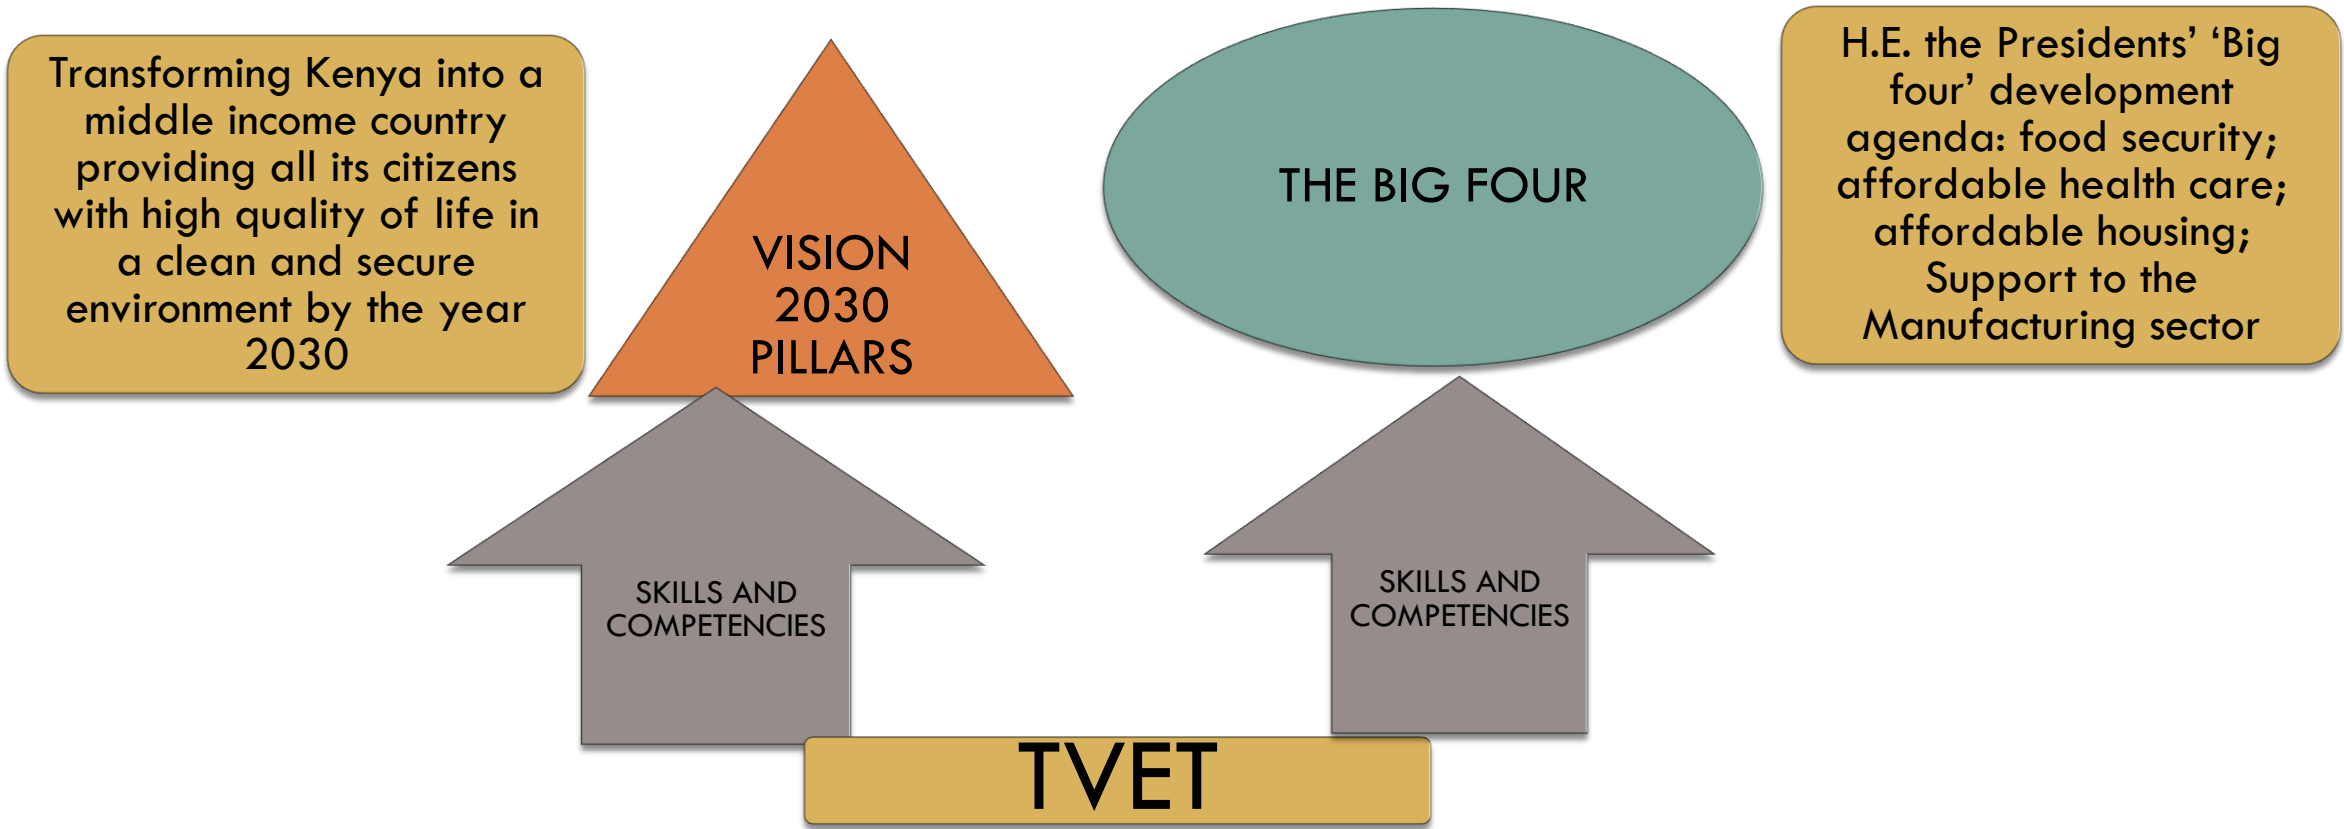 Transforming Kenya into a
middle income country
providing all its citizens
with high quality of life in
a clean and secure
environment by the year
2030
VISION
2030
PILLARS
THE BIG FOUR
H.E. the Presidents’ ‘Big
four’ development
agenda: food security;
affordable health care;
affordable housing;
Support to the
Manufacturing sector
SKILLS AND
COMPETENCIES
SKILLS AND
COMPETENCIES
TVET